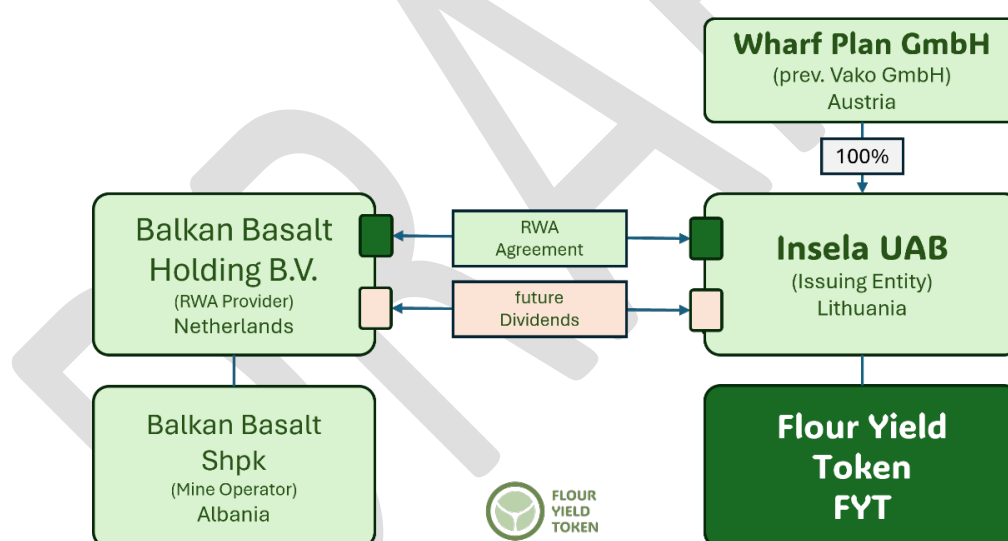 Wharf Plan GmbH
(prev. Vako GmbH)
Austria
100%
Balkan Basalt
Holding B.V.
(RWA Provider)
Netherlands
RWA
Agreement
future
Dividends
Insela UAB
(Issuing Entity)
Lithuania
Balkan Basalt
Shpk
(Mine Operator)
Albania
FLOUR
YIELD
TOKEN
Flour Yield
Token
FYT